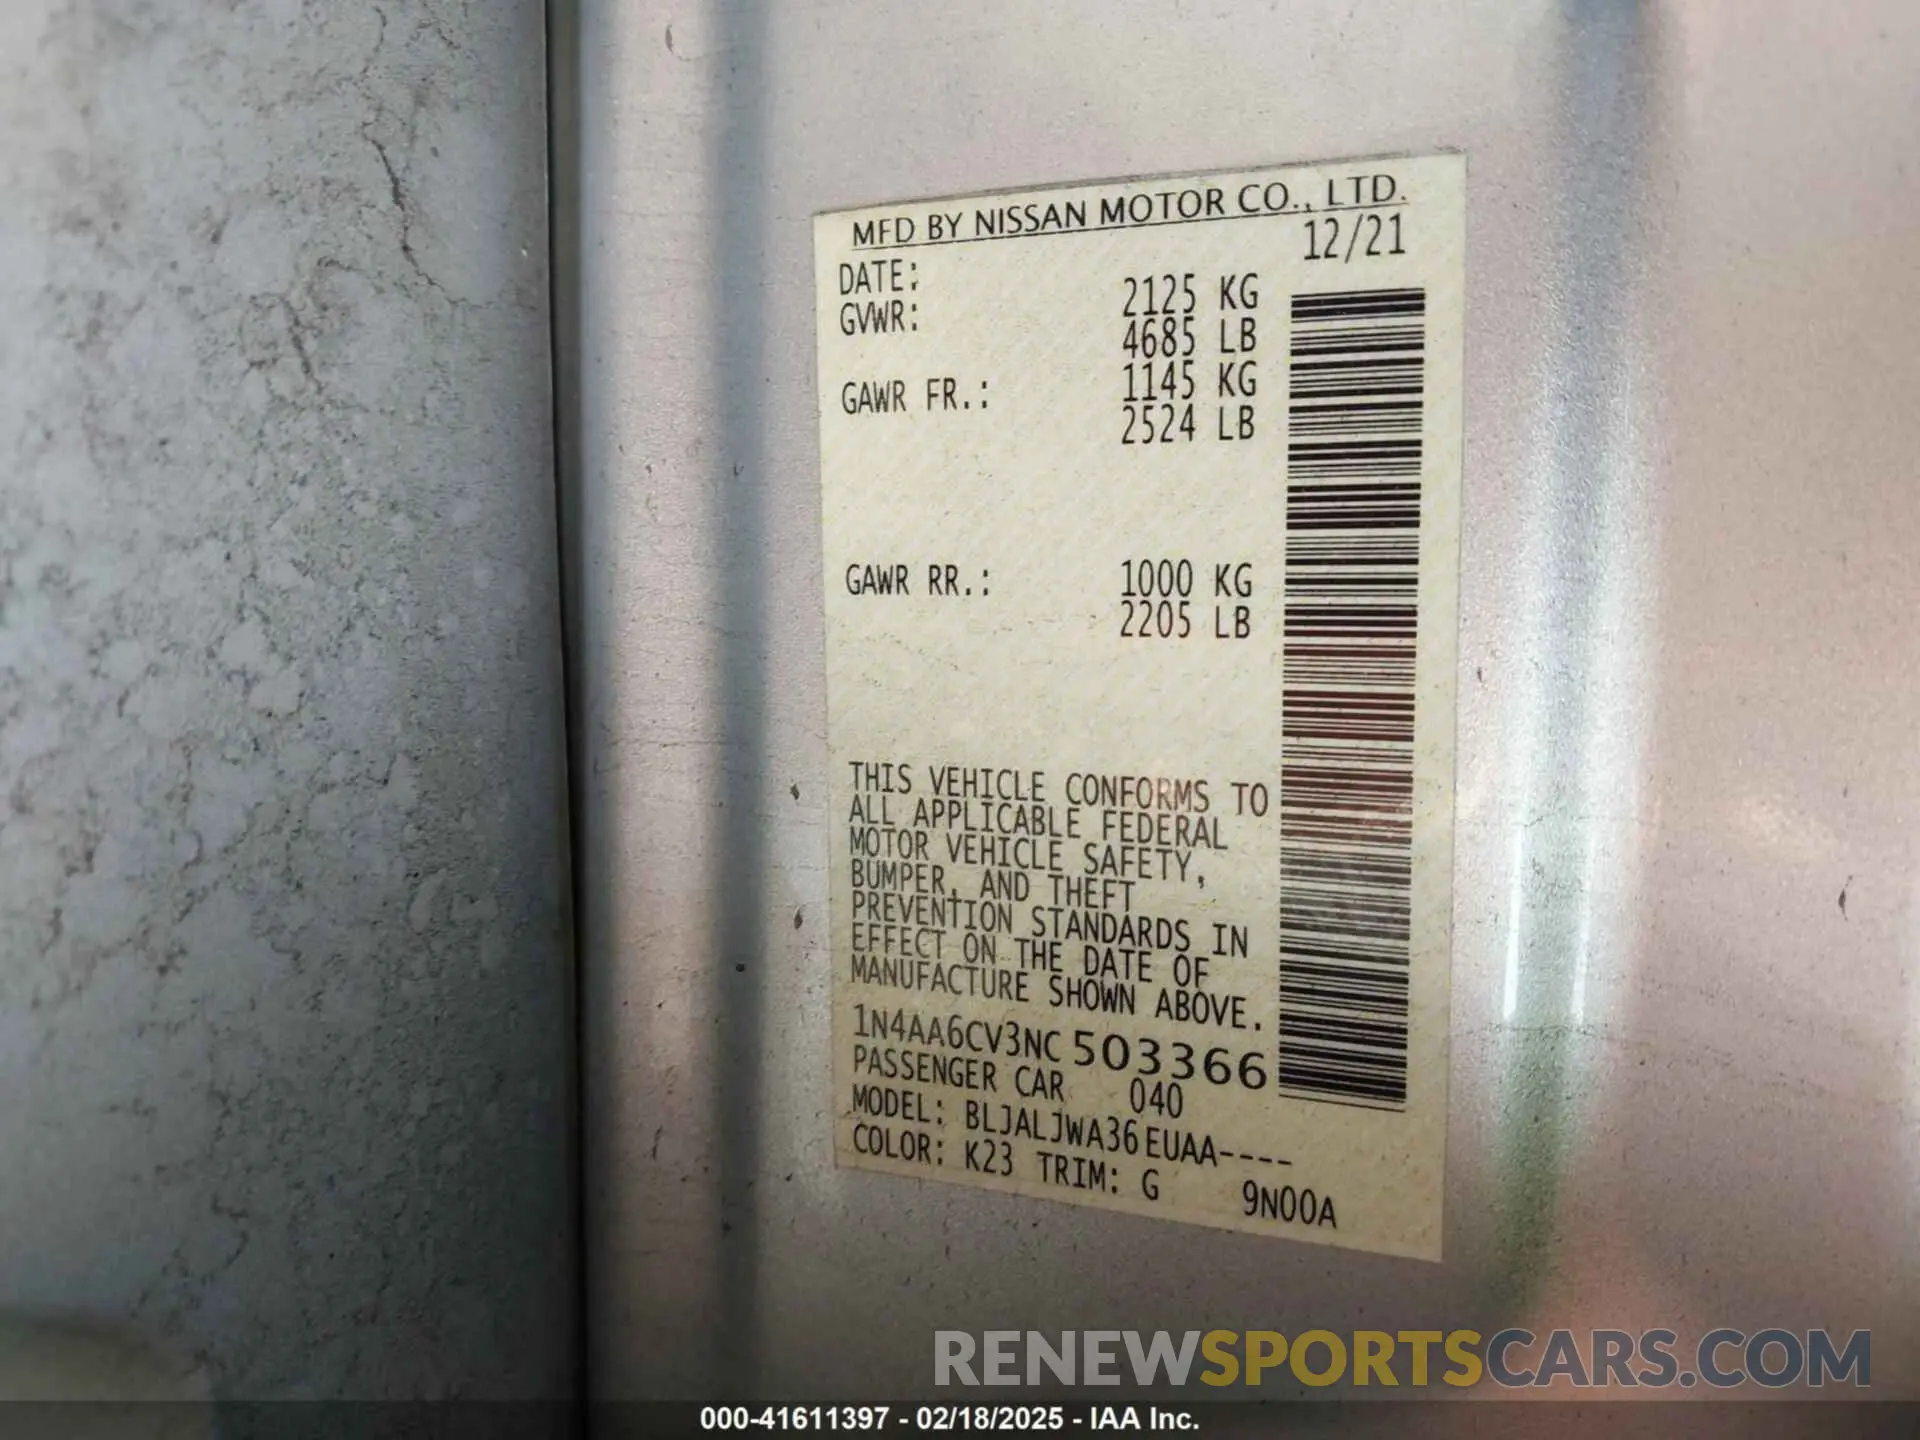 MFD BY NISSAN MOTOR CO., LTD.
DATE: 12/21
GVWR: 2125 KG
4685 LB
GAWR FR.: 1145 KG
2524 LB
GAWR RR.: 1000 KG
2205 LB
THIS VEHICLE CONFORMS TO
ALL APPLICABLE FEDERAL
MOTOR VEHICLE SAFETY,
BUMPER, AND THEFT
PREVENTION STANDARDS IN
EFFECT ON THE DATE OF
MANUFACTURE SHOWN ABOVE.
1N4AA6CV3NC 503366
PASSENGER CAR 040
MODEL: BLJALJWA36EUAA----
COLOR: K23 TRIM: G 9N00A
RENEWSPORTSCARS.COM
000-41611397 - 02/18/2025 - IAA Inc.